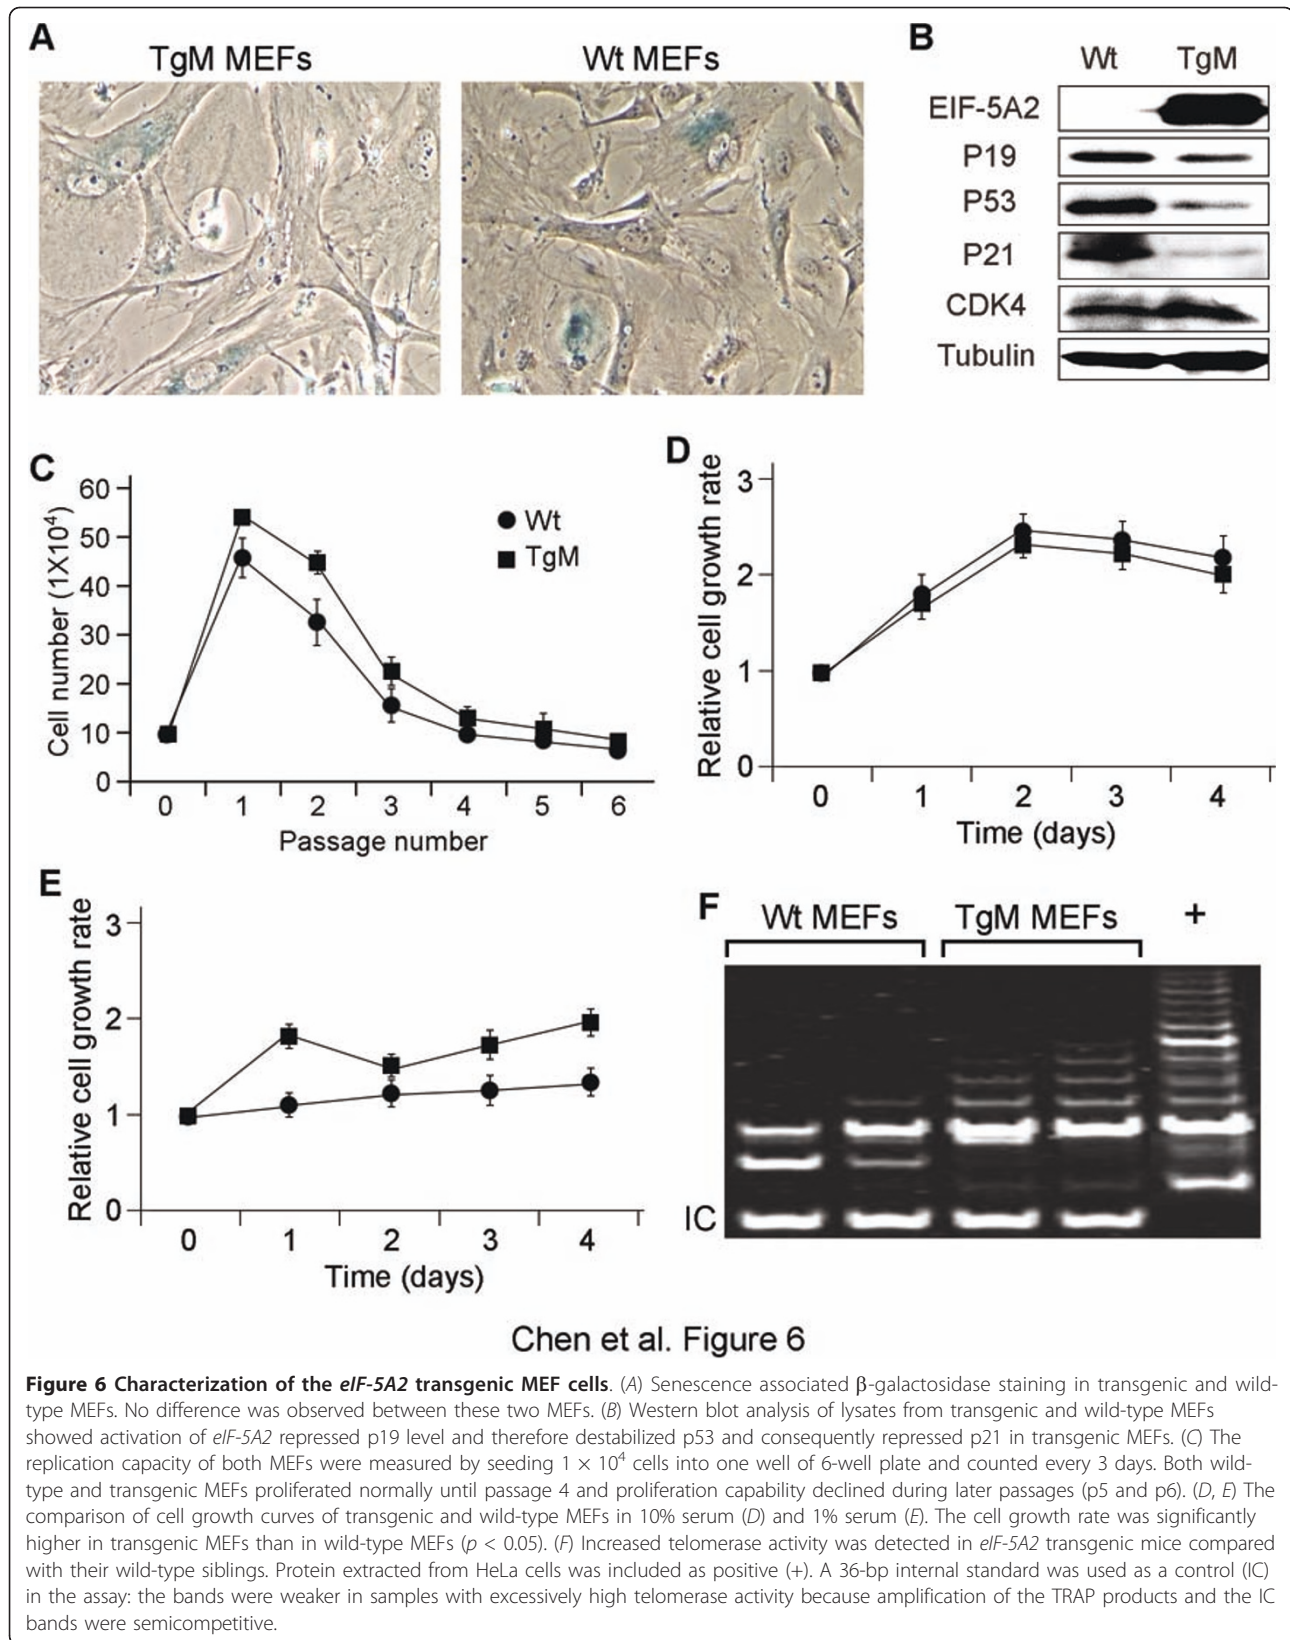 A
TgM MEFs
Wt MEFs
B
Wt TgM
EIF-5A2
P19
P53
P21
CDK4
Tubulin
C
Cell number (1X10⁴)
60
50
40
30
20
10
0
Wt
TgM
0 1 2 3 4 5 6
Passage number
D
Relative cell growth rate
3
2
1
0
0 1 2 3 4
Time (days)
E
Relative cell growth rate
3
2
1
0
0 1 2 3 4
Time (days)
F
Wt MEFs TgM MEFs +
IC
Chen et al. Figure 6
Figure 6 Characterization of the eIF-5A2 transgenic MEF cells. (A) Senescence associated β-galactosidase staining in transgenic and wild-
type MEFs. No difference was observed between these two MEFs. (B) Western blot analysis of lysates from transgenic and wild-type MEFs
showed activation of eIF-5A2 repressed p19 level and therefore destabilized p53 and consequently repressed p21 in transgenic MEFs. (C) The
replication capacity of both MEFs were measured by seeding 1 × 10⁴ cells into one well of 6-well plate and counted every 3 days. Both wild-
type and transgenic MEFs proliferated normally until passage 4 and proliferation capability declined during later passages (p5 and p6). (D, E) The
comparison of cell growth curves of transgenic and wild-type MEFs in 10% serum (D) and 1% serum (E). The cell growth rate was significantly
higher in transgenic MEFs than in wild-type MEFs (p < 0.05). (F) Increased telomerase activity was detected in eIF-5A2 transgenic mice compared
with their wild-type siblings. Protein extracted from HeLa cells was included as positive (+). A 36-bp internal standard was used as a control (IC)
in the assay: the bands were weaker in samples with excessively high telomerase activity because amplification of the TRAP products and the IC
bands were semicompetitive.